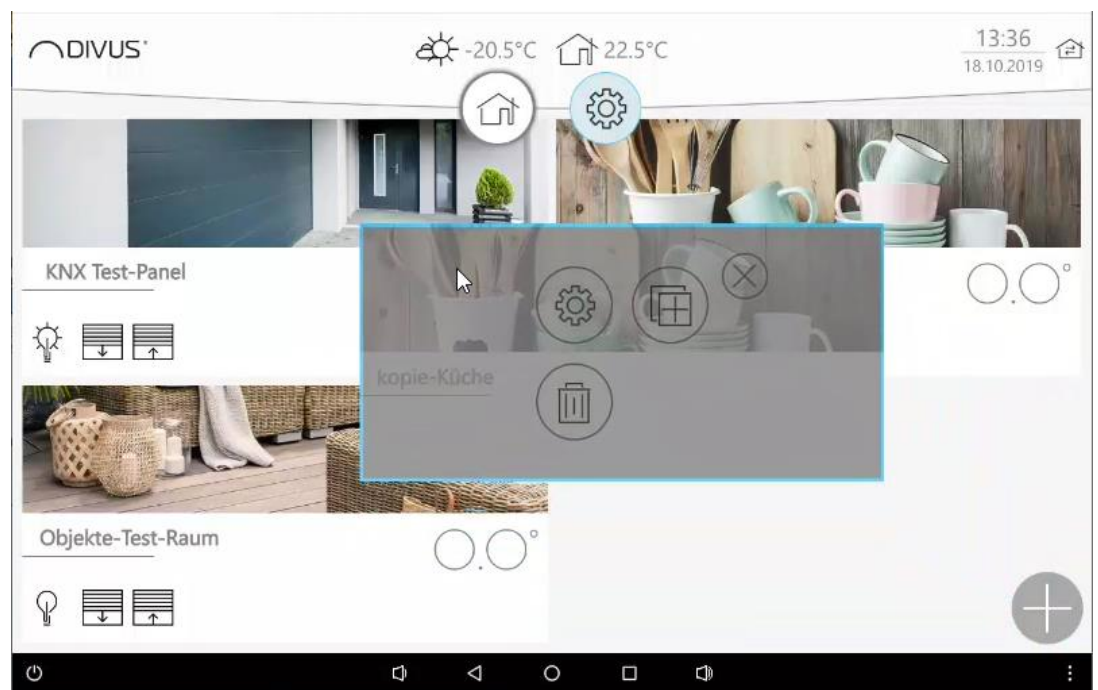 DIVUS
-20.5°C
22.5°C
13:36
18.10.2019
KNX Test-Panel
kopie-Küche
Objekte-Test-Raum